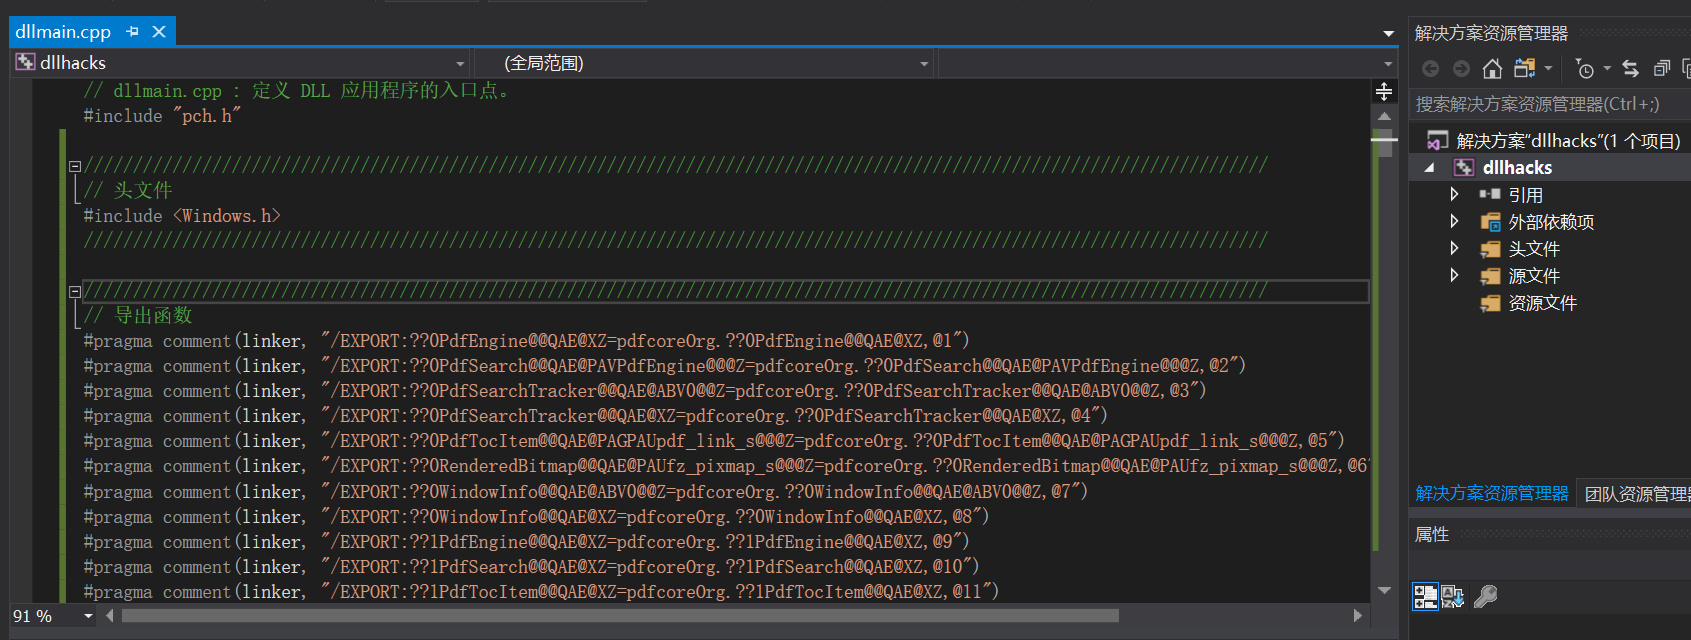 dllmain.cpp
dllhacks
(全局范围)
// dllmain.cpp : 定义 DLL 应用程序的入口点。
#include "pch.h"
////////////////////////////////////////////////////////////////////////////////////////////////////////////////////////
// 头文件
#include <Windows.h>
////////////////////////////////////////////////////////////////////////////////////////////////////////////////////////
////////////////////////////////////////////////////////////////////////////////////////////////////////////////////////
// 导出函数
#pragma comment(linker, "/EXPORT:??0PdfEngine@@QAE@XZ=pdfcoreOrg.??0PdfEngine@@QAE@XZ,@1")
#pragma comment(linker, "/EXPORT:??0PdfSearch@@QAE@PAVPdfEngine@@@Z=pdfcoreOrg.??0PdfSearch@@QAE@PAVPdfEngine@@@Z,@2")
#pragma comment(linker, "/EXPORT:??0PdfSearchTracker@@QAE@ABV0@@Z=pdfcoreOrg.??0PdfSearchTracker@@QAE@ABV0@@Z,@3")
#pragma comment(linker, "/EXPORT:??0PdfSearchTracker@@QAE@XZ=pdfcoreOrg.??0PdfSearchTracker@@QAE@XZ,@4")
#pragma comment(linker, "/EXPORT:??0PdfTocItem@@QAE@PAGPAUpdf_link_s@@@Z=pdfcoreOrg.??0PdfTocItem@@QAE@PAGPAUpdf_link_s@@@Z,@5")
#pragma comment(linker, "/EXPORT:??0RenderedBitmap@@QAE@PAUfz_pixmap_s@@@Z=pdfcoreOrg.??0RenderedBitmap@@QAE@PAUfz_pixmap_s@@@Z,@6
#pragma comment(linker, "/EXPORT:??0WindowInfo@@QAE@ABV0@@Z=pdfcoreOrg.??0WindowInfo@@QAE@ABV0@@Z,@7")
#pragma comment(linker, "/EXPORT:??0WindowInfo@@QAE@XZ=pdfcoreOrg.??0WindowInfo@@QAE@XZ,@8")
#pragma comment(linker, "/EXPORT:??1PdfEngine@@QAE@XZ=pdfcoreOrg.??1PdfEngine@@QAE@XZ,@9")
#pragma comment(linker, "/EXPORT:??1PdfSearch@@QAE@XZ=pdfcoreOrg.??1PdfSearch@@QAE@XZ,@10")
#pragma comment(linker, "/EXPORT:??1PdfTocItem@@QAE@XZ=pdfcoreOrg.??1PdfTocItem@@QAE@XZ,@11")
91 %
解决方案资源管理器
搜索解决方案资源管理器(Ctrl+;)
解决方案"dllhacks"(1 个项目)
dllhacks
引用
外部依赖项
头文件
源文件
资源文件
解决方案资源管理器
团队资源管理
属性